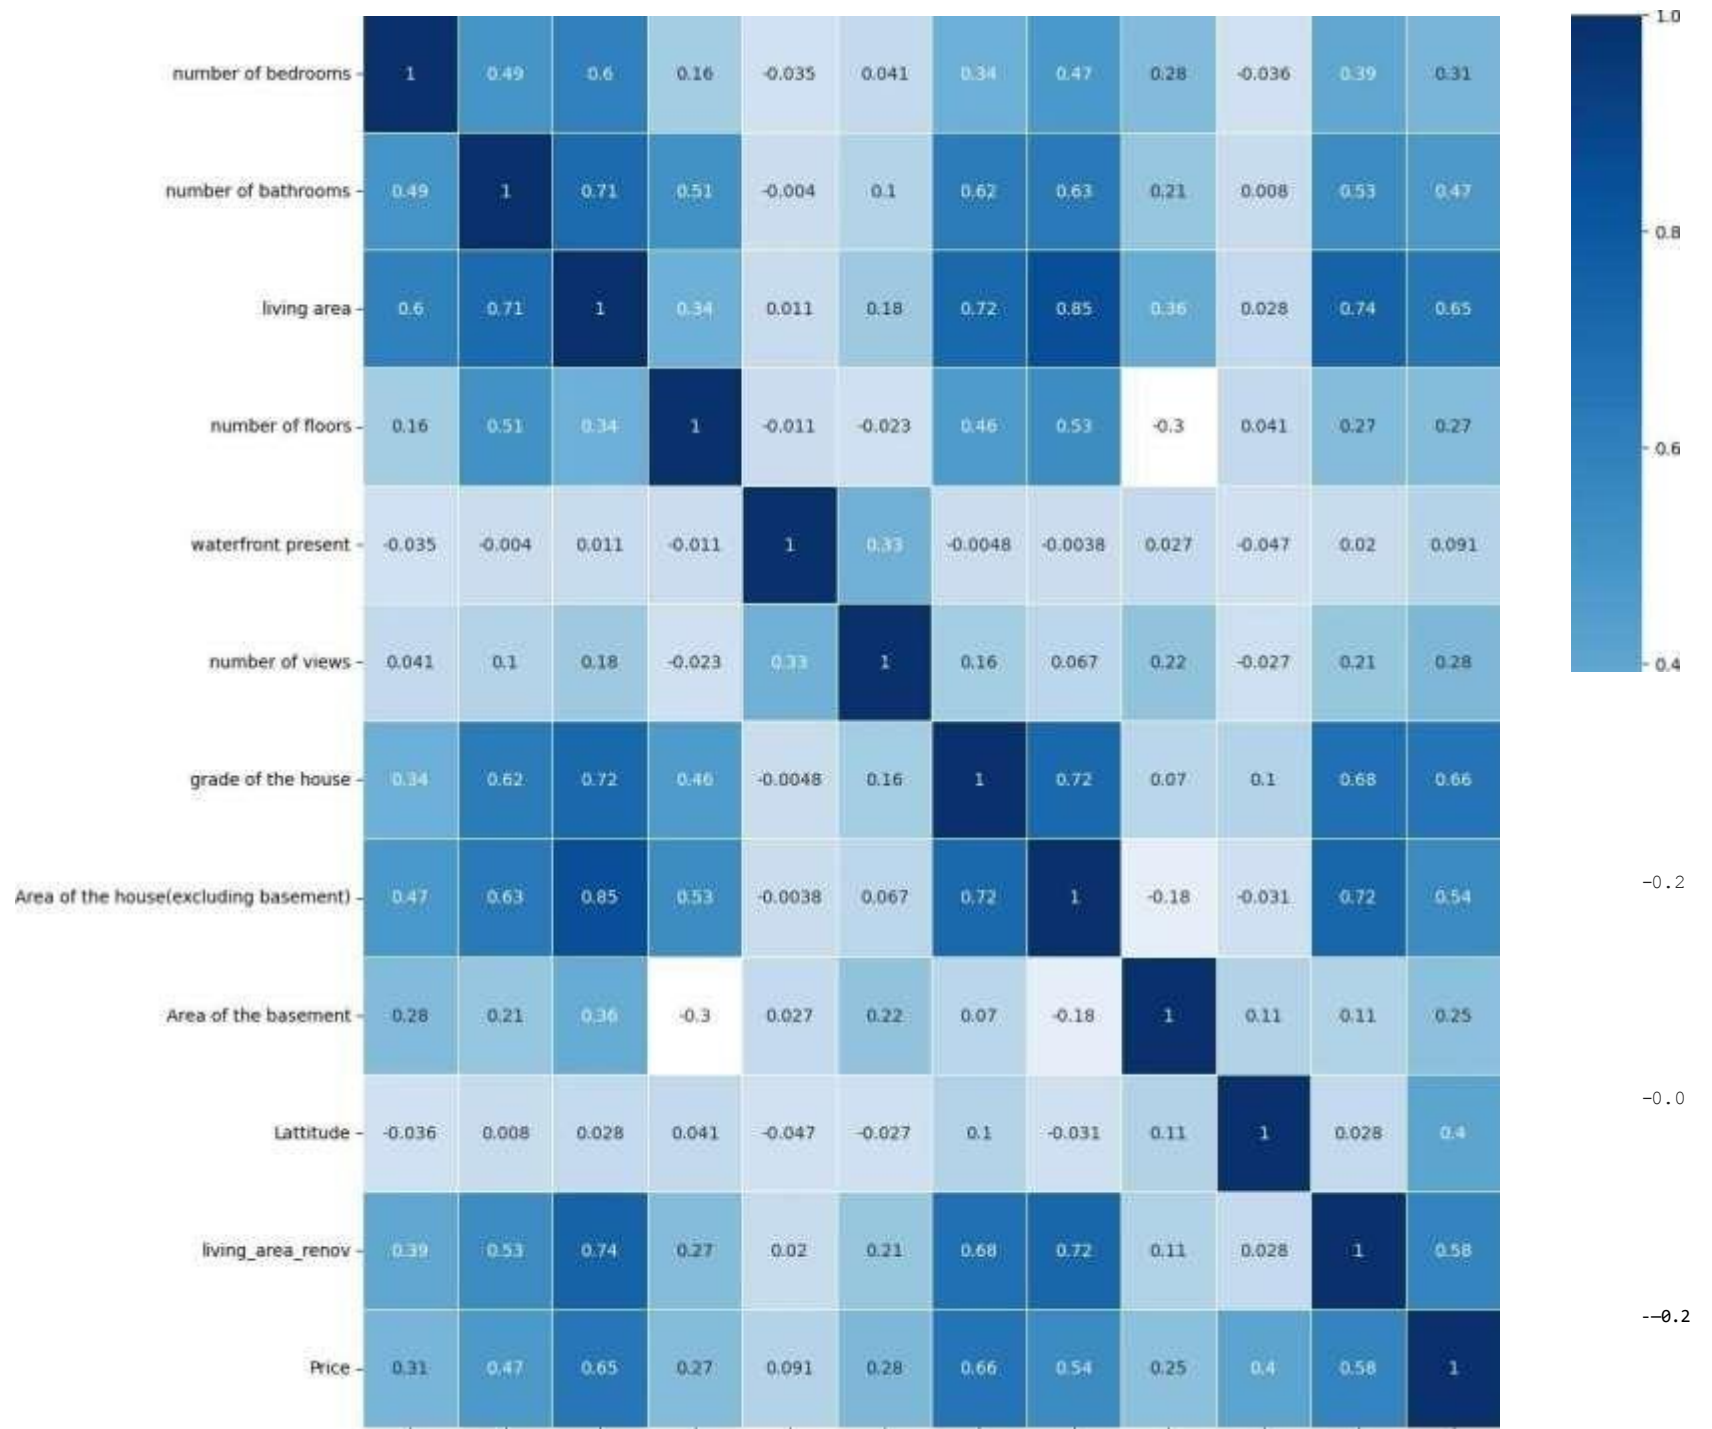 number of bedrooms - 1 0.49 0.6 0.16 -0.035 0.041 0.34 0.47 0.28 -0.036 0.39 0.31
number of bathrooms - 0.49 1 0.71 0.51 -0.004 0.1 0.62 0.63 0.21 0.008 0.53 0.47
living area - 0.6 0.71 1 0.34 0.011 0.18 0.72 0.85 0.36 0.028 0.74 0.65
number of floors - 0.16 0.51 0.34 1 -0.011 -0.023 0.46 0.53 -0.3 0.041 0.27 0.27
waterfront present - -0.035 -0.004 0.011 -0.011 1 0.33 -0.0048 -0.0038 0.027 -0.047 0.02 0.091
number of views - 0.041 0.1 0.18 -0.023 0.33 1 0.16 0.067 0.22 -0.027 0.21 0.28
grade of the house - 0.34 0.62 0.72 0.46 -0.0048 0.16 1 0.72 0.07 0.1 0.68 0.66
Area of the house(excluding basement) - 0.47 0.63 0.85 0.53 -0.0038 0.067 0.72 1 -0.18 -0.031 0.72 0.54
Area of the basement - 0.28 0.21 0.36 -0.3 0.027 0.22 0.07 -0.18 1 0.11 0.11 0.25
Lattitude - -0.036 0.008 0.028 0.041 -0.047 -0.027 0.1 -0.031 0.11 1 0.028 0.4
living_area_renov - 0.39 0.53 0.74 0.27 0.02 0.21 0.68 0.72 0.11 0.028 1 0.58
Price - 0.31 0.47 0.65 0.27 0.091 0.28 0.66 0.54 0.25 0.4 0.58 1
- 1.0
- 0.8
- 0.6
- 0.4
-0.2
-0.0
-–0.2